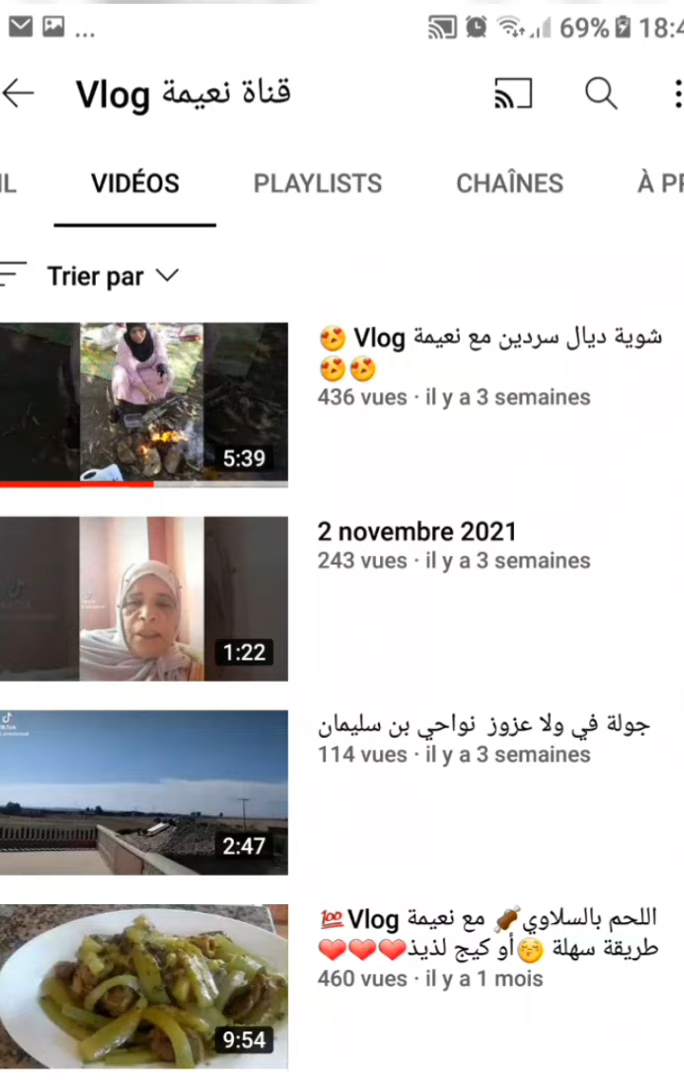 ... 69% 18:4
قناة نعيمة Vlog
IL VIDÉOS PLAYLISTS CHAÎNES À PR
Trier par
شوية ديال سردين مع نعيمة Vlog 😍
😍😍
436 vues · il y a 3 semaines
5:39
2 novembre 2021
243 vues · il y a 3 semaines
1:22
جولة في ولا عزوز نواحي بن سليمان
114 vues · il y a 3 semaines
2:47
اللحم بالسلاوي🍖 مع نعيمة Vlog 💯
طريقة سهلة 😋أو كيج لذيذ❤❤❤
460 vues · il y a 1 mois
9:54